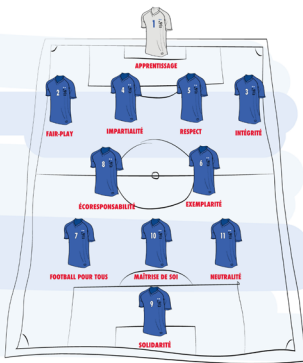 1
APPRENTISSAGE
2 4 5 3
FAIR-PLAY IMPARTIALITÉ RESPECT INTÉGRITÉ
8 6
ÉCORESPONSABILITÉ EXEMPLARITÉ
7 10 11
FOOTBALL POUR TOUS MAÎTRISE DE SOI NEUTRALITÉ
9
SOLIDARITÉ